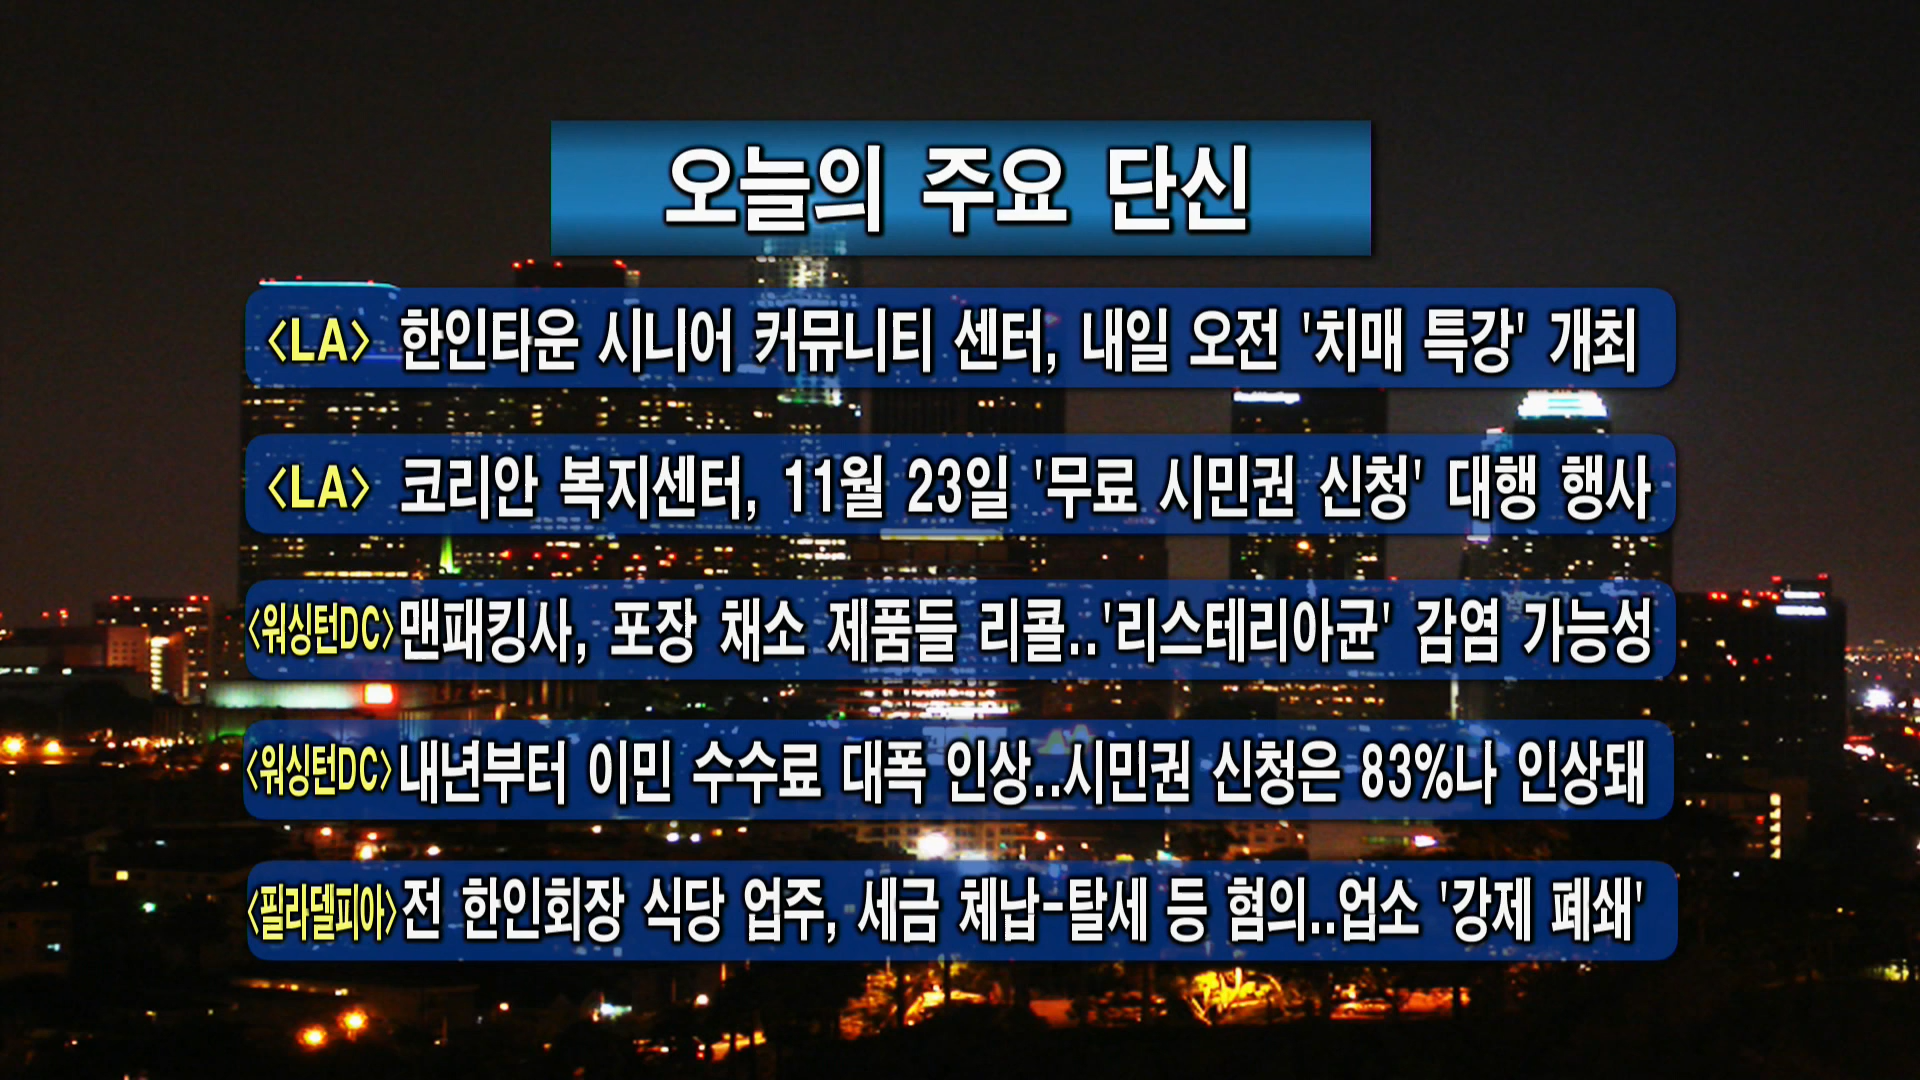 오늘의 주요 단신
<LA> 한인타운 시니어 커뮤니티 센터, 내일 오전 '치매 특강' 개최
<LA> 코리안 복지센터, 11월 23일 '무료 시민권 신청' 대행 행사
<워싱턴DC> 맨패킹사, 포장 채소 제품들 리콜..'리스테리아균' 감염 가능성
<워싱턴DC> 내년부터 이민 수수료 대폭 인상..시민권 신청은 83%나 인상돼
<필라델피아> 전 한인회장 식당 업주, 세금 체납-탈세 등 혐의..업소 '강제 폐쇄'